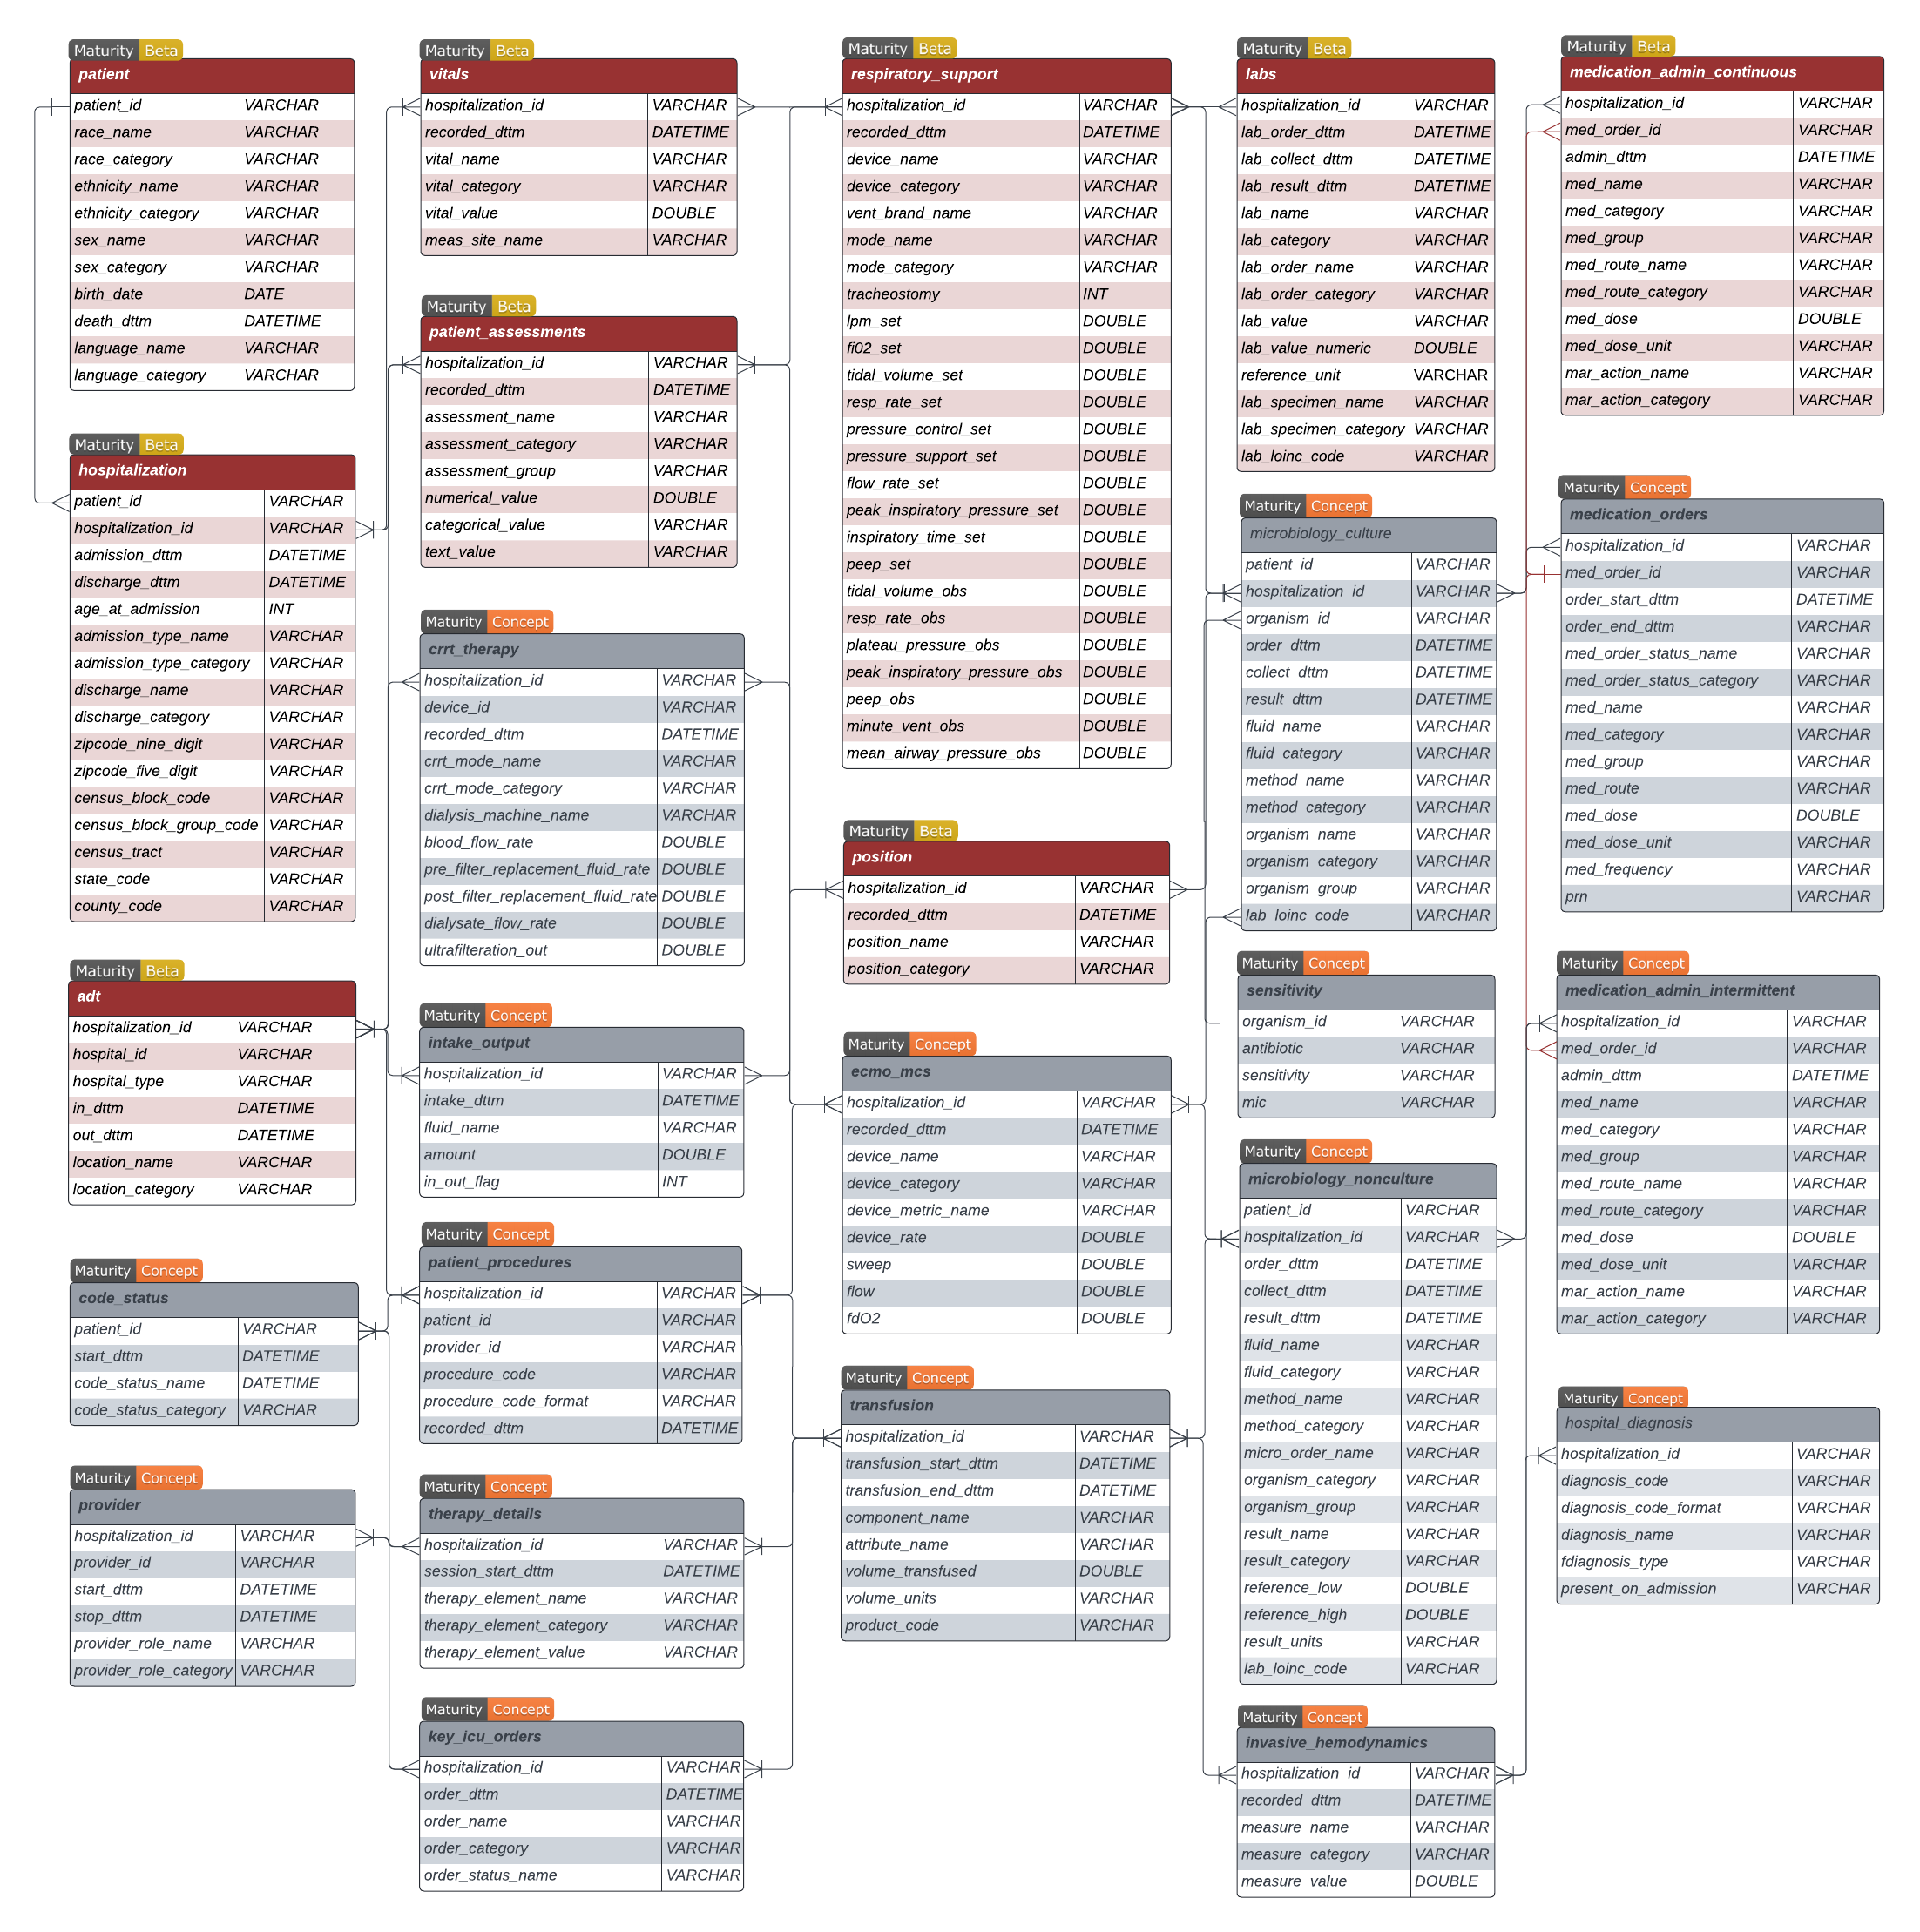 Maturity Beta
patient
patient_id VARCHAR
race_name VARCHAR
race_category VARCHAR
ethnicity_name VARCHAR
ethnicity_category VARCHAR
sex_name VARCHAR
sex_category VARCHAR
birth_date DATE
death_dttm DATETIME
language_name VARCHAR
language_category VARCHAR
Maturity Beta
hospitalization
patient_id VARCHAR
hospitalization_id VARCHAR
admission_dttm DATETIME
discharge_dttm DATETIME
age_at_admission INT
admission_type_name VARCHAR
admission_type_category VARCHAR
discharge_name VARCHAR
discharge_category VARCHAR
zipcode_nine_digit VARCHAR
zipcode_five_digit VARCHAR
census_block_code VARCHAR
census_block_group_code VARCHAR
census_tract VARCHAR
state_code VARCHAR
county_code VARCHAR
Maturity Beta
adt
hospitalization_id VARCHAR
hospital_id VARCHAR
hospital_type VARCHAR
in_dttm DATETIME
out_dttm DATETIME
location_name VARCHAR
location_category VARCHAR
Maturity Concept
code_status
patient_id VARCHAR
start_dttm DATETIME
code_status_name DATETIME
code_status_category VARCHAR
Maturity Concept
provider
hospitalization_id VARCHAR
provider_id VARCHAR
start_dttm DATETIME
stop_dttm DATETIME
provider_role_name VARCHAR
provider_role_category VARCHAR
Maturity Beta
vitals
hospitalization_id VARCHAR
recorded_dttm DATETIME
vital_name VARCHAR
vital_category VARCHAR
vital_value DOUBLE
meas_site_name VARCHAR
Maturity Beta
patient_assessments
hospitalization_id VARCHAR
recorded_dttm DATETIME
assessment_name VARCHAR
assessment_category VARCHAR
assessment_group VARCHAR
numerical_value DOUBLE
categorical_value VARCHAR
text_value VARCHAR
Maturity Concept
crrt_therapy
hospitalization_id VARCHAR
device_id VARCHAR
recorded_dttm DATETIME
crrt_mode_name VARCHAR
crrt_mode_category VARCHAR
dialysis_machine_name VARCHAR
blood_flow_rate DOUBLE
pre_filter_replacement_fluid_rate DOUBLE
post_filter_replacement_fluid_rate DOUBLE
dialysate_flow_rate DOUBLE
ultrafilteration_out DOUBLE
Maturity Concept
intake_output
hospitalization_id VARCHAR
intake_dttm DATETIME
fluid_name VARCHAR
amount DOUBLE
in_out_flag INT
Maturity Concept
patient_procedures
hospitalization_id VARCHAR
patient_id VARCHAR
provider_id VARCHAR
procedure_code VARCHAR
procedure_code_format VARCHAR
recorded_dttm DATETIME
Maturity Concept
therapy_details
hospitalization_id VARCHAR
session_start_dttm DATETIME
therapy_element_name VARCHAR
therapy_element_category VARCHAR
therapy_element_value VARCHAR
Maturity Concept
key_icu_orders
hospitalization_id VARCHAR
order_dttm DATETIME
order_name VARCHAR
order_category VARCHAR
order_status_name VARCHAR
Maturity Beta
respiratory_support
hospitalization_id VARCHAR
recorded_dttm DATETIME
device_name VARCHAR
device_category VARCHAR
vent_brand_name VARCHAR
mode_name VARCHAR
mode_category VARCHAR
tracheostomy INT
lpm_set DOUBLE
fi02_set DOUBLE
tidal_volume_set DOUBLE
resp_rate_set DOUBLE
pressure_control_set DOUBLE
pressure_support_set DOUBLE
flow_rate_set DOUBLE
peak_inspiratory_pressure_set DOUBLE
inspiratory_time_set DOUBLE
peep_set DOUBLE
tidal_volume_obs DOUBLE
resp_rate_obs DOUBLE
plateau_pressure_obs DOUBLE
peak_inspiratory_pressure_obs DOUBLE
peep_obs DOUBLE
minute_vent_obs DOUBLE
mean_airway_pressure_obs DOUBLE
Maturity Beta
position
hospitalization_id VARCHAR
recorded_dttm DATETIME
position_name VARCHAR
position_category VARCHAR
Maturity Concept
ecmo_mcs
hospitalization_id VARCHAR
recorded_dttm DATETIME
device_name VARCHAR
device_category VARCHAR
device_metric_name VARCHAR
device_rate DOUBLE
sweep DOUBLE
flow DOUBLE
fdO2 DOUBLE
Maturity Concept
transfusion
hospitalization_id VARCHAR
transfusion_start_dttm DATETIME
transfusion_end_dttm DATETIME
component_name VARCHAR
attribute_name VARCHAR
volume_transfused DOUBLE
volume_units VARCHAR
product_code VARCHAR
Maturity Beta
labs
hospitalization_id VARCHAR
lab_order_dttm DATETIME
lab_collect_dttm DATETIME
lab_result_dttm DATETIME
lab_name VARCHAR
lab_category VARCHAR
lab_order_name VARCHAR
lab_order_category VARCHAR
lab_value VARCHAR
lab_value_numeric DOUBLE
reference_unit VARCHAR
lab_specimen_name VARCHAR
lab_specimen_category VARCHAR
lab_loinc_code VARCHAR
Maturity Concept
microbiology_culture
patient_id VARCHAR
hospitalization_id VARCHAR
organism_id VARCHAR
order_dttm DATETIME
collect_dttm DATETIME
result_dttm DATETIME
fluid_name VARCHAR
fluid_category VARCHAR
method_name VARCHAR
method_category VARCHAR
organism_name VARCHAR
organism_category VARCHAR
organism_group VARCHAR
lab_loinc_code VARCHAR
Maturity Concept
sensitivity
organism_id VARCHAR
antibiotic VARCHAR
sensitivity VARCHAR
mic VARCHAR
Maturity Concept
microbiology_nonculture
patient_id VARCHAR
hospitalization_id VARCHAR
order_dttm DATETIME
collect_dttm DATETIME
result_dttm DATETIME
fluid_name VARCHAR
fluid_category VARCHAR
method_name VARCHAR
method_category VARCHAR
micro_order_name VARCHAR
organism_category VARCHAR
organism_group VARCHAR
result_name VARCHAR
result_category VARCHAR
reference_low DOUBLE
reference_high DOUBLE
result_units VARCHAR
lab_loinc_code VARCHAR
Maturity Concept
invasive_hemodynamics
hospitalization_id VARCHAR
recorded_dttm DATETIME
measure_name VARCHAR
measure_category VARCHAR
measure_value DOUBLE
Maturity Beta
medication_admin_continuous
hospitalization_id VARCHAR
med_order_id VARCHAR
admin_dttm DATETIME
med_name VARCHAR
med_category VARCHAR
med_group VARCHAR
med_route_name VARCHAR
med_route_category VARCHAR
med_dose DOUBLE
med_dose_unit VARCHAR
mar_action_name VARCHAR
mar_action_category VARCHAR
Maturity Concept
medication_orders
hospitalization_id VARCHAR
med_order_id VARCHAR
order_start_dttm DATETIME
order_end_dttm VARCHAR
med_order_status_name VARCHAR
med_order_status_category VARCHAR
med_name VARCHAR
med_category VARCHAR
med_group VARCHAR
med_route VARCHAR
med_dose DOUBLE
med_dose_unit VARCHAR
med_frequency VARCHAR
prn VARCHAR
Maturity Concept
medication_admin_intermittent
hospitalization_id VARCHAR
med_order_id VARCHAR
admin_dttm DATETIME
med_name VARCHAR
med_category VARCHAR
med_group VARCHAR
med_route_name VARCHAR
med_route_category VARCHAR
med_dose DOUBLE
med_dose_unit VARCHAR
mar_action_name VARCHAR
mar_action_category VARCHAR
Maturity Concept
hospital_diagnosis
hospitalization_id VARCHAR
diagnosis_code VARCHAR
diagnosis_code_format VARCHAR
diagnosis_name VARCHAR
fdiagnosis_type VARCHAR
present_on_admission VARCHAR